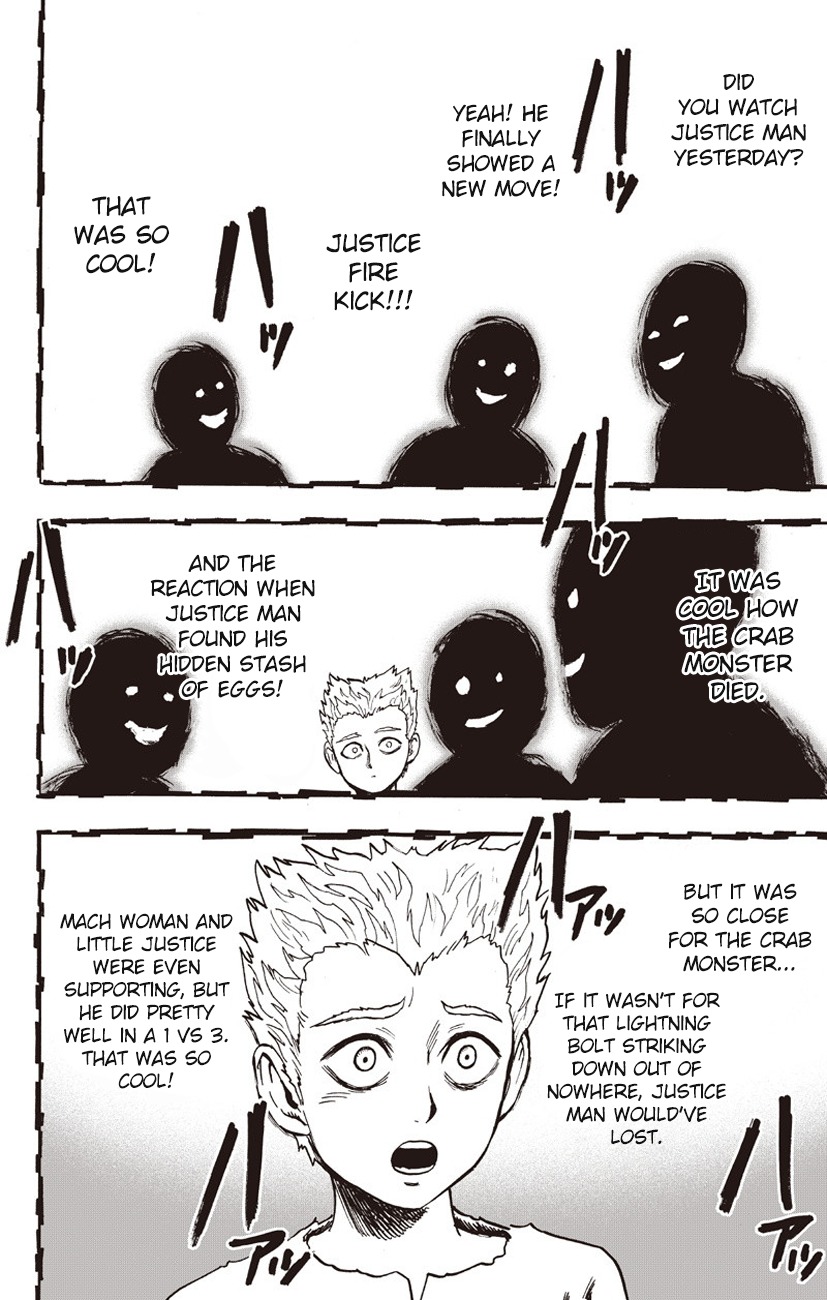 DID
YOU WATCH
JUSTICE MAN
YESTERDAY?
ハッ
YEAH! HE
FINALLY
SHOWED A
NEW MOVE!
JUSTICE
FIRE
KICK!!!
ハッ
THAT
WAS SO
COOL!
IT WAS
COOL HOW
THE CRAB
MONSTER
DIED.
ハッ
AND THE
REACTION WHEN
JUSTICE MAN
FOUND HIS
HIDDEN STASH
OF EGGS!
ハッ
BUT IT WAS
SO CLOSE
FOR THE CRAB
MONSTER...
ハアッ
IF IT WASN'T FOR
THAT LIGHTNING
BOLT STRIKING
DOWN OUT OF
NOWHERE, JUSTICE
MAN WOULD'VE
LOST.
ハアッ
MACH WOMAN AND
LITTLE JUSTICE
WERE EVEN
SUPPORTING, BUT
HE DID PRETTY
WELL IN A 1 VS 3.
THAT WAS SO
COOL!
ハアッ